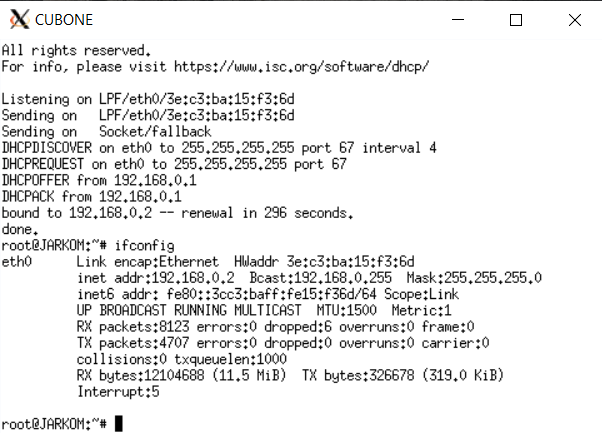 CUBONE
All rights reserved.
For info, please visit https://www.isc.org/software/dhcp/
Listening on LPF/eth0/3e:c3:ba:15:f3:6d
Sending on   LPF/eth0/3e:c3:ba:15:f3:6d
Sending on   Socket/fallback
DHCPDISCOVER on eth0 to 255.255.255.255 port 67 interval 4
DHCPREQUEST on eth0 to 255.255.255.255 port 67
DHCPOFFER from 192.168.0.1
DHCPACK from 192.168.0.1
bound to 192.168.0.2 -- renewal in 296 seconds.
done.
root@JARKOM:~# ifconfig
eth0      Link encap:Ethernet  HWaddr 3e:c3:ba:15:f3:6d
          inet addr:192.168.0.2  Bcast:192.168.0.255  Mask:255.255.255.0
          inet6 addr: fe80::3cc3:baff:fe15:f36d/64 Scope:Link
          UP BROADCAST RUNNING MULTICAST  MTU:1500  Metric:1
          RX packets:8123 errors:0 dropped:6 overruns:0 frame:0
          TX packets:4707 errors:0 dropped:0 overruns:0 carrier:0
          collisions:0 txqueuelen:1000
          RX bytes:12104688 (11.5 MiB)  TX bytes:326678 (319.0 KiB)
          Interrupt:5
root@JARKOM:~#